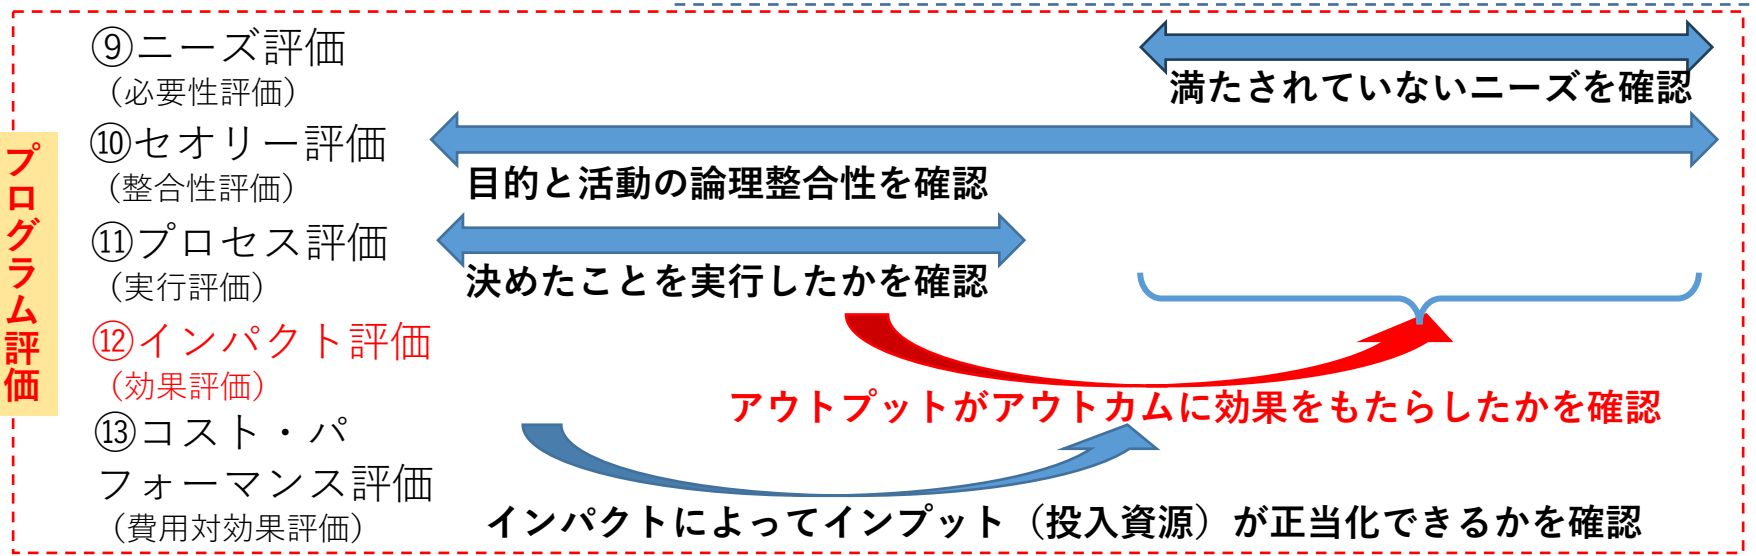 プログラム評価
⑨ニーズ評価
（必要性評価）
満たされていないニーズを確認
⑩セオリー評価
（整合性評価）
目的と活動の論理整合性を確認
⑪プロセス評価
（実行評価）
決めたことを実行したかを確認
⑫インパクト評価
（効果評価）
アウトプットがアウトカムに効果をもたらしたかを確認
⑬コスト・パ
フォーマンス評価
（費用対効果評価）
インパクトによってインプット（投入資源）が正当化できるかを確認